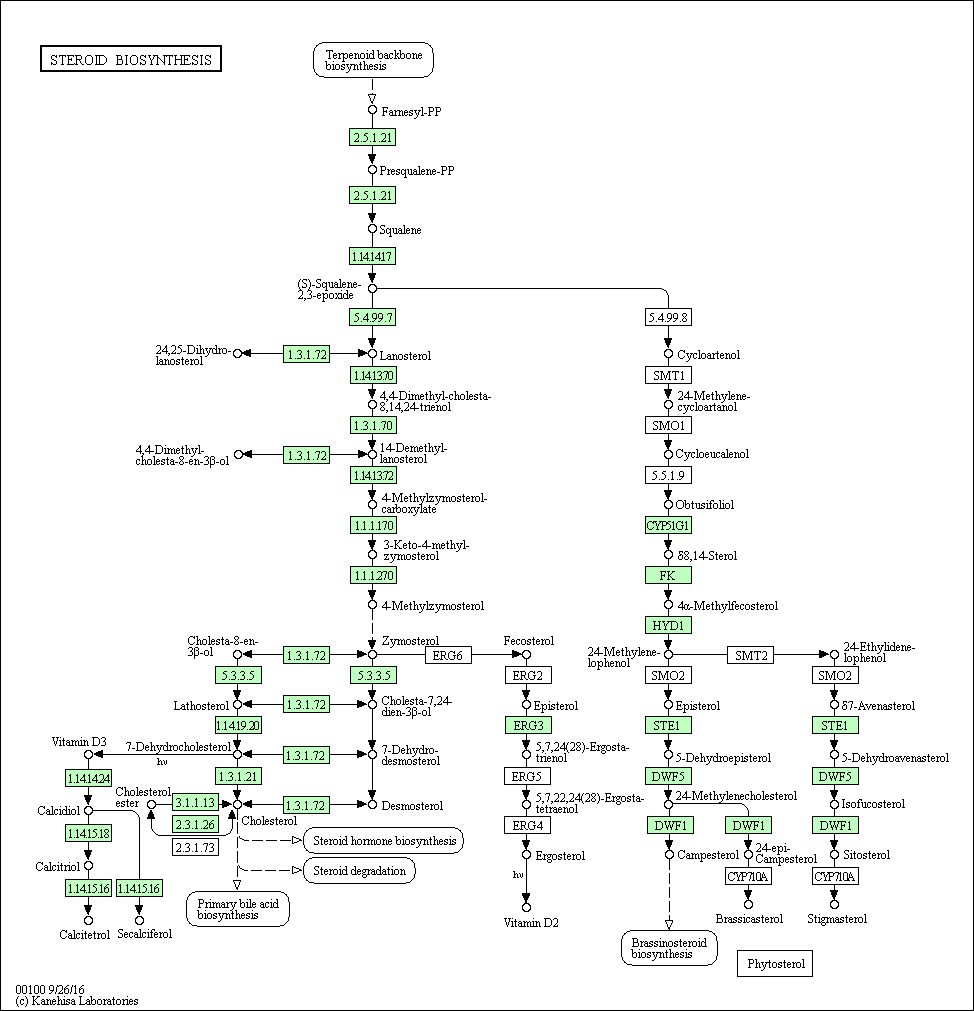 STEROID BIOSYNTHESIS
Terpenoid backbone
biosynthesis
Farnesyl-PP
2.5.1.21
Presqualene-PP
2.5.1.21
Squalene
1.14.14.17
(S)-Squalene-
2,3-epoxide
5.4.99.7
5.4.99.8
24,25-Dihydro-
lanosterol
1.3.1.72
Lanosterol
Cycloartenol
1.14.13.70
SMT1
4,4-Dimethyl-cholesta-
8,14,24-trienol
24-Methylene-
cycloartanol
1.3.1.70
SMO1
4,4-Dimethyl-
cholesta-8-en-3β-ol
1.3.1.72
14-Demethyl-
lanosterol
Cycloeucalenol
1.14.13.72
5.5.1.9
4-Methylzymosterol-
carboxylate
Obtusifoliol
1.1.1.170
CYP51G1
3-Keto-4-methyl-
zymosterol
δ8,14-Sterol
1.1.1.270
FK
4-Methylzymosterol
4α-Methylfecosterol
HYD1
Cholesta-8-en-
3β-ol
1.3.1.72
Zymosterol
ERG6
Fecosterol
24-Methylene-
lophenol
SMT2
24-Ethylidene-
lophenol
5.3.3.5
5.3.3.5
ERG2
SMO2
SMO2
Lathosterol
1.3.1.72
Cholesta-7,24-
dien-3β-ol
Episterol
Episterol
δ7-Avenasterol
1.14.19.20
ERG3
STE1
STE1
Vitamin D3
7-Dehydrocholesterol
hν
1.3.1.72
7-Dehydro-
desmosterol
5,7,24(28)-Ergosta-
trienol
5-Dehydroepisterol
5-Dehydroavenasterol
1.14.14.24
1.3.1.21
ERG5
DWF5
DWF5
Cholesterol
ester
3.1.1.13
1.3.1.72
Desmosterol
5,7,22,24(28)-Ergosta-
tetraenol
24-Methylenecholesterol
Isofucosterol
Calcidiol
2.3.1.26
Cholesterol
ERG4
DWF1
DWF1
DWF1
1.14.15.18
2.3.1.73
Steroid hormone biosynthesis
Calcitriol
Steroid degradation
Ergosterol
Campesterol
24-epi-
Campesterol
Sitosterol
hν
CYP710A
CYP710A
1.14.15.16
1.14.15.16
Primary bile acid
biosynthesis
Vitamin D2
Brassicasterol
Stigmasterol
Calcitetrol
Secalciferol
Brassinosteroid
biosynthesis
Phytosterol
00100 9/26/16
(c) Kanehisa Laboratories